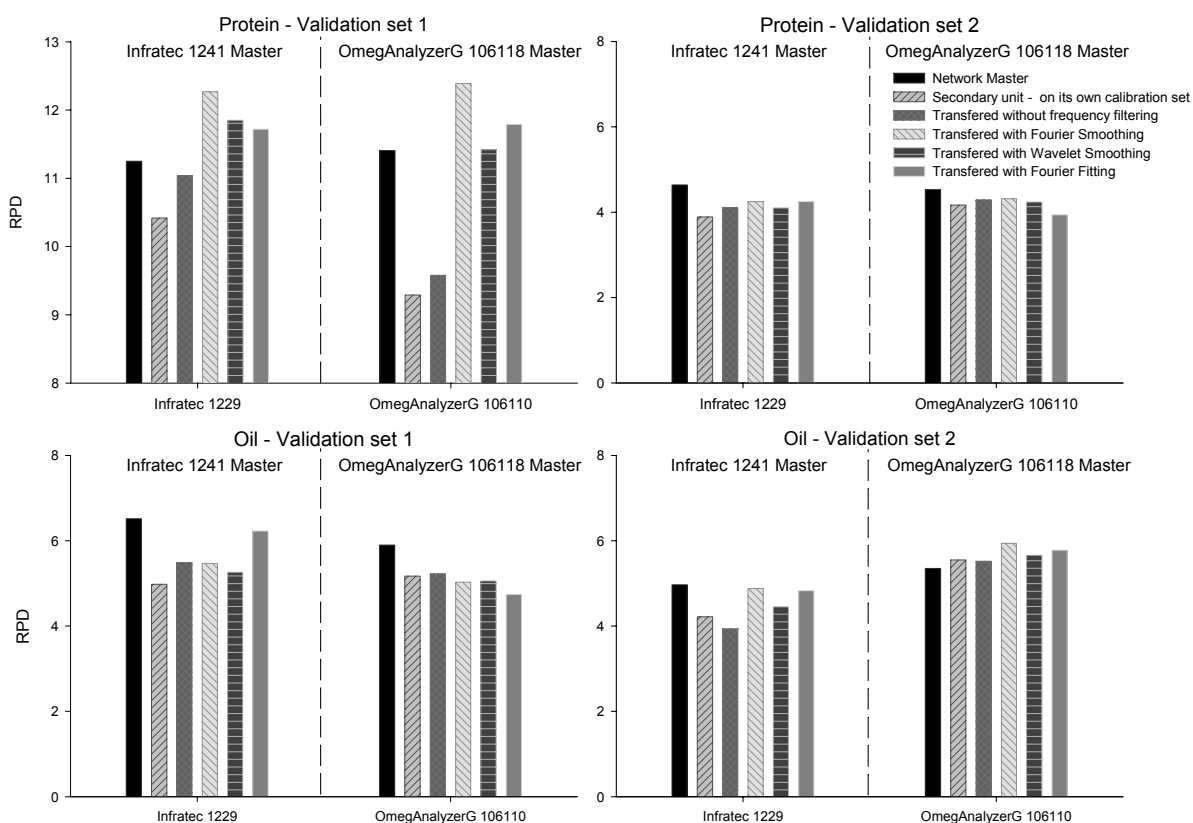 Protein - Validation set 1
Infratec 1241 Master
OmegAnalyzerG 106118 Master
13
12
11
10
9
8
RPD
Infratec 1229
OmegAnalyzerG 106110
Protein - Validation set 2
Infratec 1241 Master
OmegAnalyzerG 106118 Master
Network Master
Secondary unit - on its own calibration set
Transfered without frequency filtering
Transfered with Fourier Smoothing
Transfered with Wavelet Smoothing
Transfered with Fourier Fitting
8
6
4
2
0
Infratec 1229
OmegAnalyzerG 106110
Oil - Validation set 1
Infratec 1241 Master
OmegAnalyzerG 106118 Master
8
6
4
2
0
RPD
Infratec 1229
OmegAnalyzerG 106110
Oil - Validation set 2
Infratec 1241 Master
OmegAnalyzerG 106118 Master
8
6
4
2
0
Infratec 1229
OmegAnalyzerG 106110